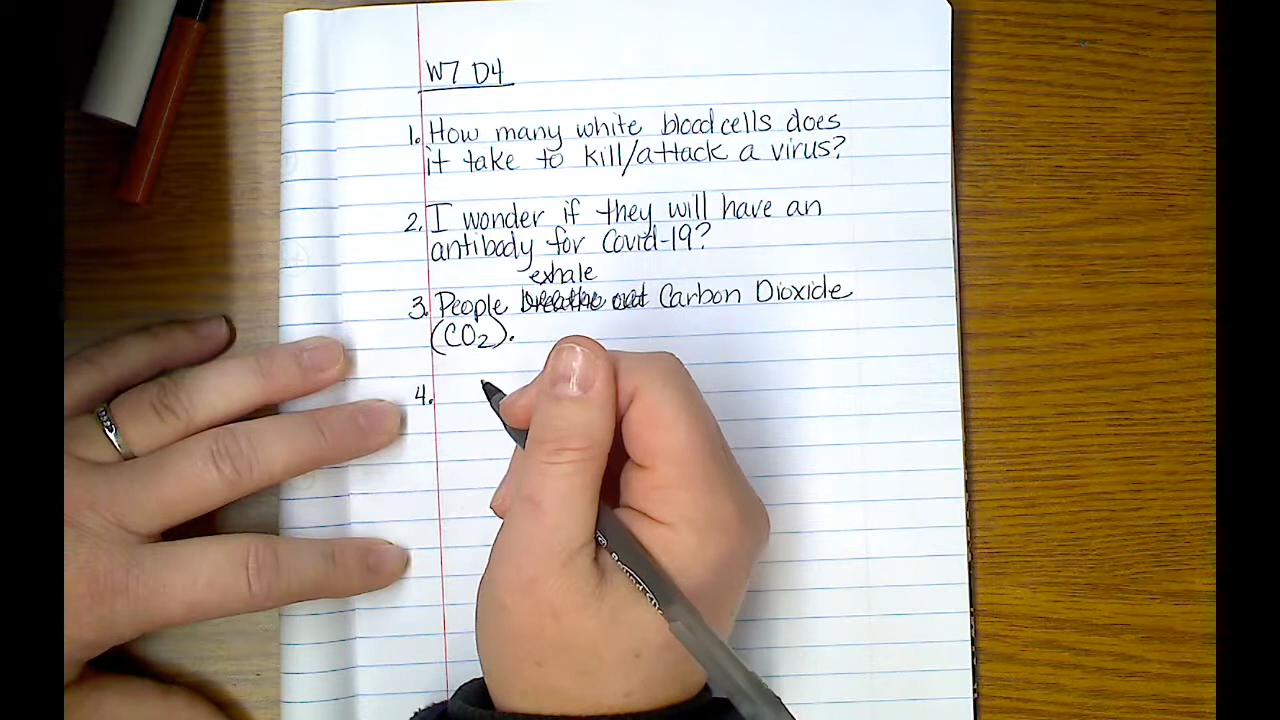 W7 D4
1. How many white blood cells does
it take to kill/attack a virus?
2. I wonder if they will have an
antibody for Covid-19?
exhale
3. People breathe out Carbon Dioxide
(CO2).
4.